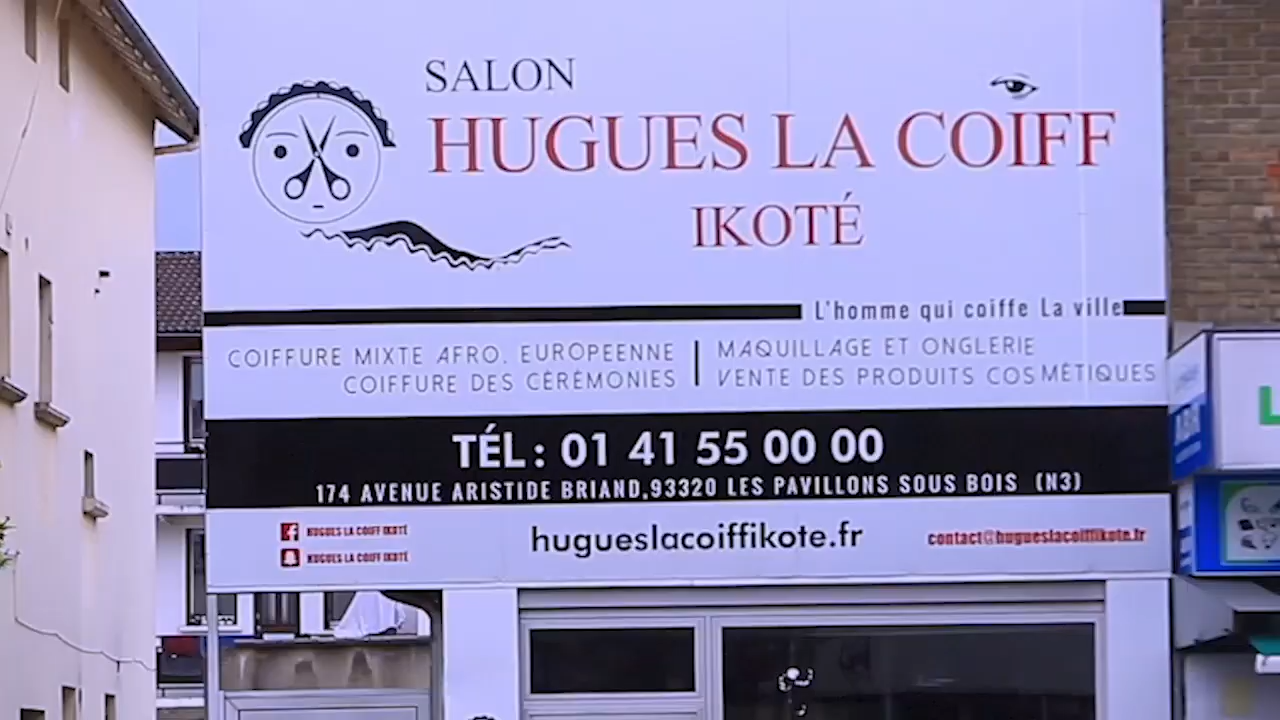 SALON
HUGUES LA COIFF
IKOTÉ
L'homme qui coiffe La ville
COIFFURE MIXTE AFRO. EUROPEENNE
COIFFURE DES CÉRÉMONIES
MAQUILLAGE ET ONGLERIE
VENTE DES PRODUITS COSMÉTIQUES
TÉL : 01 41 55 00 00
174 AVENUE ARISTIDE BRIAND,93320 LES PAVILLONS SOUS BOIS (N3)
HUGUES LA COIFF IKOTÉ
HUGUES LA COIFF IKOTÉ
hugueslacoiffikote.fr
contact@hugueslacoiffikote.fr